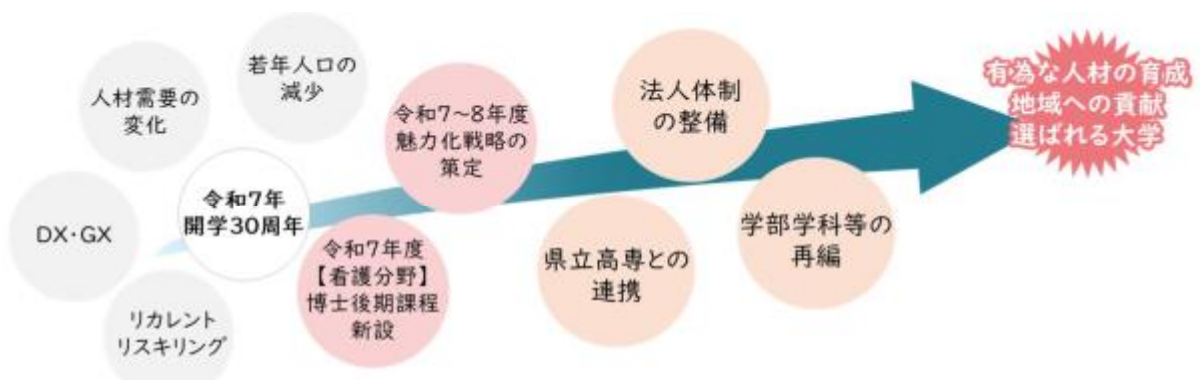 若年人口の
減少
人材需要の
変化
令和7年
開学30周年
DX・GX
リカレント
リスキリング
令和7～8年度
魅力化戦略の
策定
令和7年度
【看護分野】
博士後期課程
新設
法人体制
の整備
県立高専との
連携
学部学科等の
再編
有為な人材の育成
地域への貢献
選ばれる大学